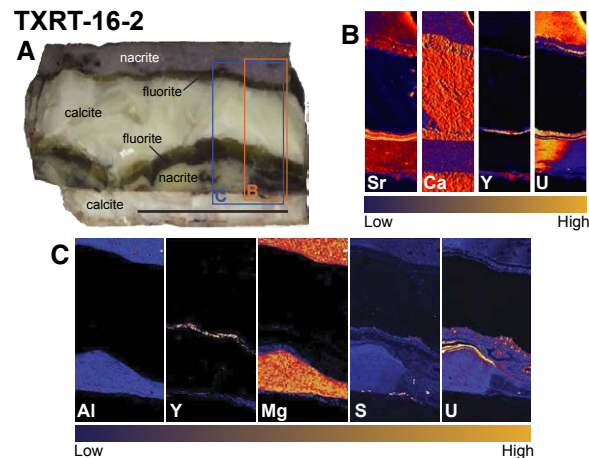 TXRT-16-2
A
nacrite
fluorite
calcite
fluorite
nacrite
calcite
C
B
B
Sr Ca Y U
Low High
C
Al Y Mg S U
Low High